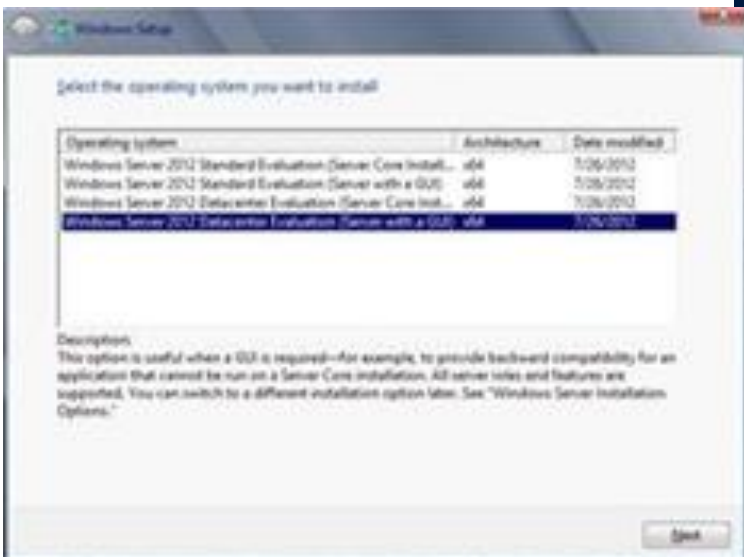 Windows Setup
Select the operating system you want to install
Operating system Architecture Date modified
Windows Server 2012 Standard Evaluation (Server Core Install... x64 7/26/2012
Windows Server 2012 Standard Evaluation (Server with a GUI) x64 7/26/2012
Windows Server 2012 Datacenter Evaluation (Server Core Inst... x64 7/26/2012
Windows Server 2012 Datacenter Evaluation (Server with a GUI) x64 7/26/2012
Description:
This option is useful when a GUI is required—for example, to provide backward compatibility for an
application that cannot be run on a Server Core installation. All server roles and features are
supported. You can switch to a different installation option later. See "Windows Server Installation
Options."
Next